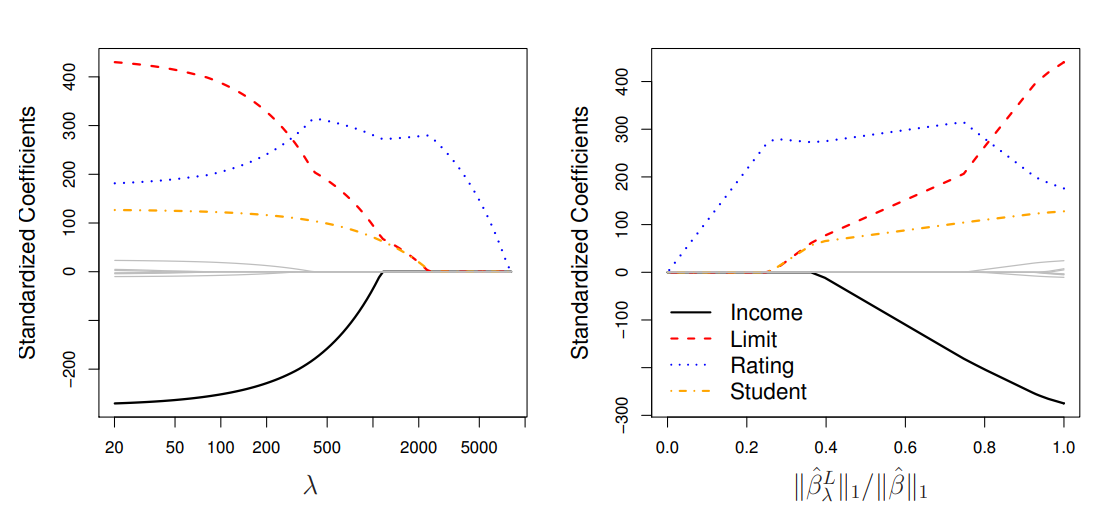 Standardized Coefficients
400
300
200
100
0
−200
20 50 100 200 500 2000 5000
λ
Standardized Coefficients
400
300
200
100
0
−100
−300
Income
Limit
Rating
Student
0.0 0.2 0.4 0.6 0.8 1.0
‖β̂λᴸ‖₁/‖β̂‖₁